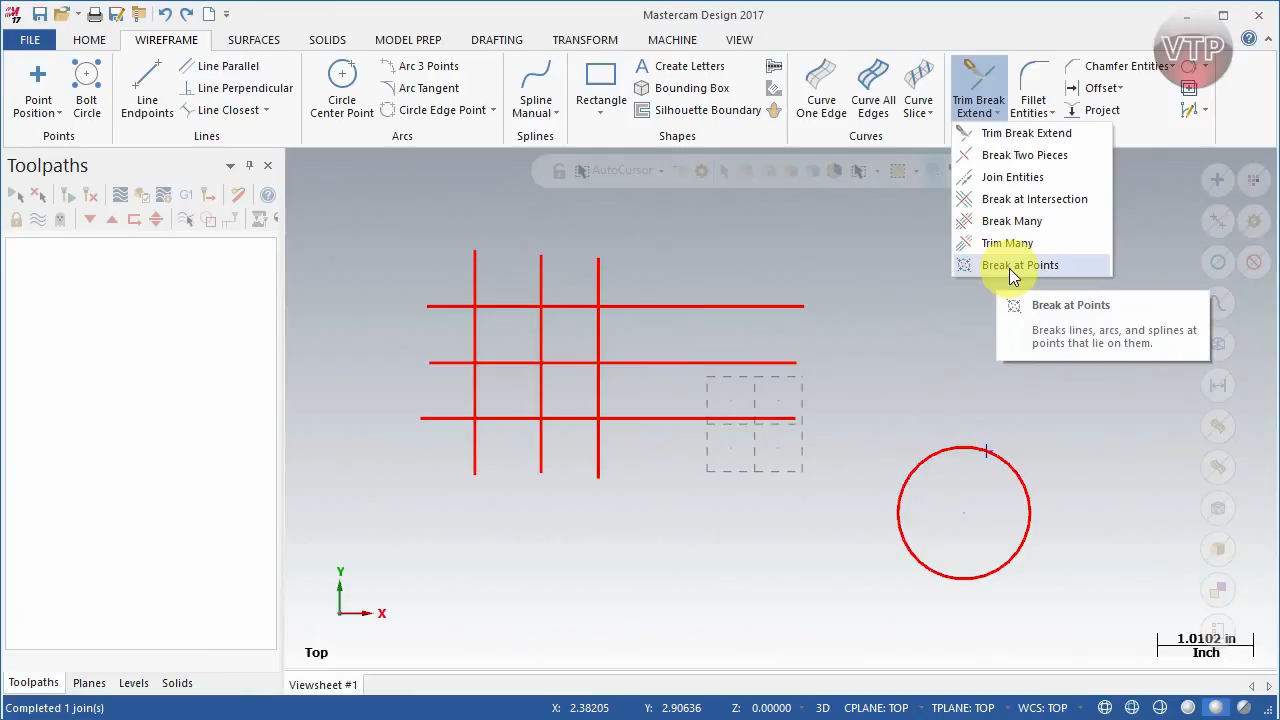 Mastercam Design 2017
FILE HOME WIREFRAME SURFACES SOLIDS MODEL PREP DRAFTING TRANSFORM MACHINE VIEW
VTP
Point Position
Bolt Circle
Points
Line Endpoints
Line Parallel
Line Perpendicular
Line Closest
Lines
Circle Center Point
Arc 3 Points
Arc Tangent
Circle Edge Point
Arcs
Spline Manual
Splines
Rectangle
Create Letters
Bounding Box
Silhouette Boundary
Shapes
Curve One Edge
Curve All Edges
Curve Slice
Curves
Trim Break Extend
Fillet Entities
Chamfer Entities
Offset
Project
Trim Break Extend
Break Two Pieces
Join Entities
Break at Intersection
Break Many
Trim Many
Break at Points
Break at Points
Breaks lines, arcs, and splines at
points that lie on them.
Toolpaths
G1
AutoCursor
Y
X
Top
1.0102 in
Inch
Toolpaths Planes Levels Solids
Viewsheet #1
Completed 1 join(s) X: 2.38205 Y: 2.90636 Z: 0.00000 3D CPLANE: TOP TPLANE: TOP WCS: TOP